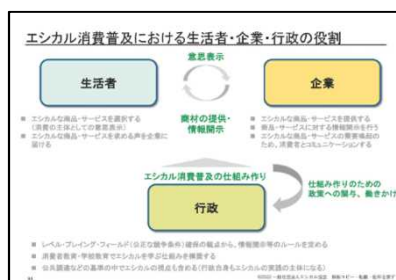 エシカル消費普及における生活者・企業・行政の役割
意思表示
生活者
企業
商材の提供・
情報開示
■ エシカルな商品・サービスを選択する
（消費の主体としての意思表示）
■ エシカルな商品・サービスを求める声を企業に
届ける
■ エシカルな商品・サービスを提供する
■ 商品・サービスに対する情報開示を行う
■ エシカルな商品・サービスの需要喚起の
ため、消費者とコミュニケーションする
エシカル消費普及の仕組み作り
行政
仕組み作りのための
政策への関与、働きかけ
■ レベル・プレイング・フィールド（公正な競争条件）確保の観点から、情報開示等のルールを定める
■ 消費者教育・学校教育でエシカルを学ぶ仕組みを構築する
■ 公共調達などの基準の中でエシカルの視点も含める（行政自身もエシカルの実践の主体になる）